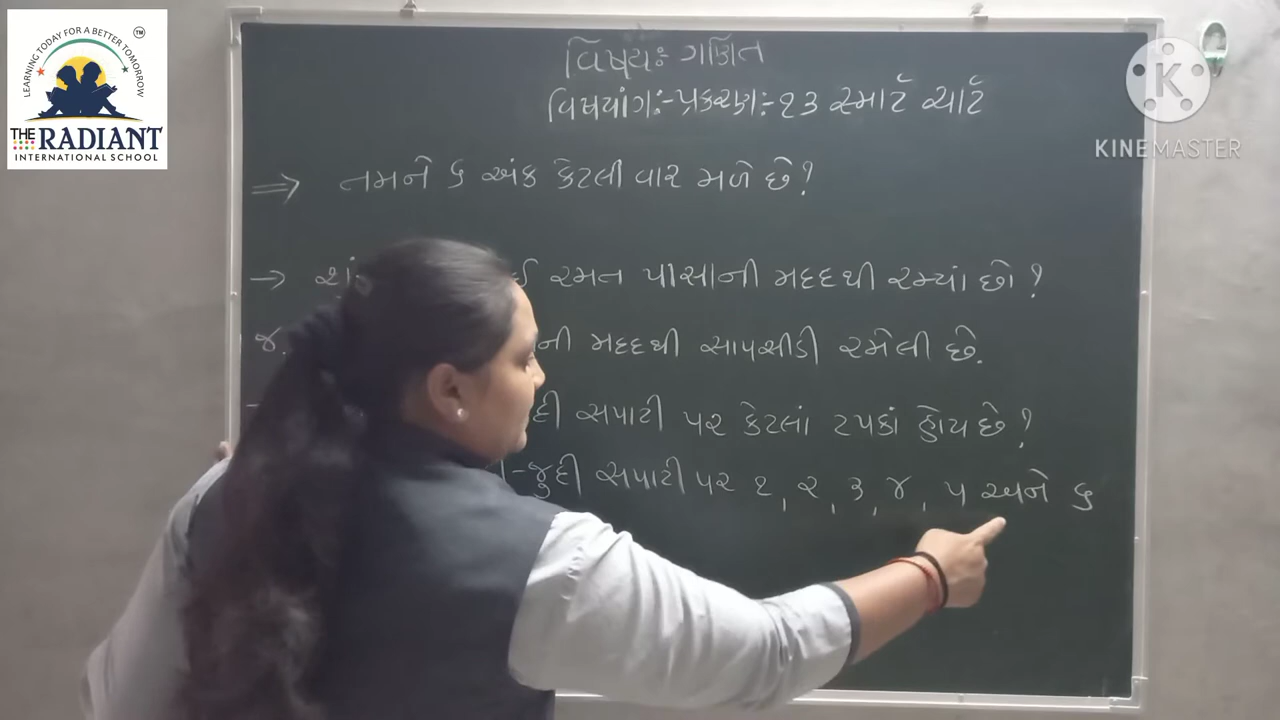 LEARNING TODAY FOR A BETTER TOMORROW
TM
THE RADIANT
INTERNATIONAL SCHOOL
K
KINEMASTER
વિષયઃ ગણિત
વિષયાંગઃ- પ્રકરણઃ- ૧૩ સ્માર્ટ ચાર્ટ
⇒ તમને ૬ અંક કેટલી વાર મળે છે?
→ રમત પાસાની મદદથી રમ્યાં છો?
જ. મદદથી સાપસીડી રમેલી છે.
સપાટી પર કેટલાં ટપકાં હોય છે?
-જુદી સપાટી પર ૧, ૨, ૩, ૪, ૫ અને ૬